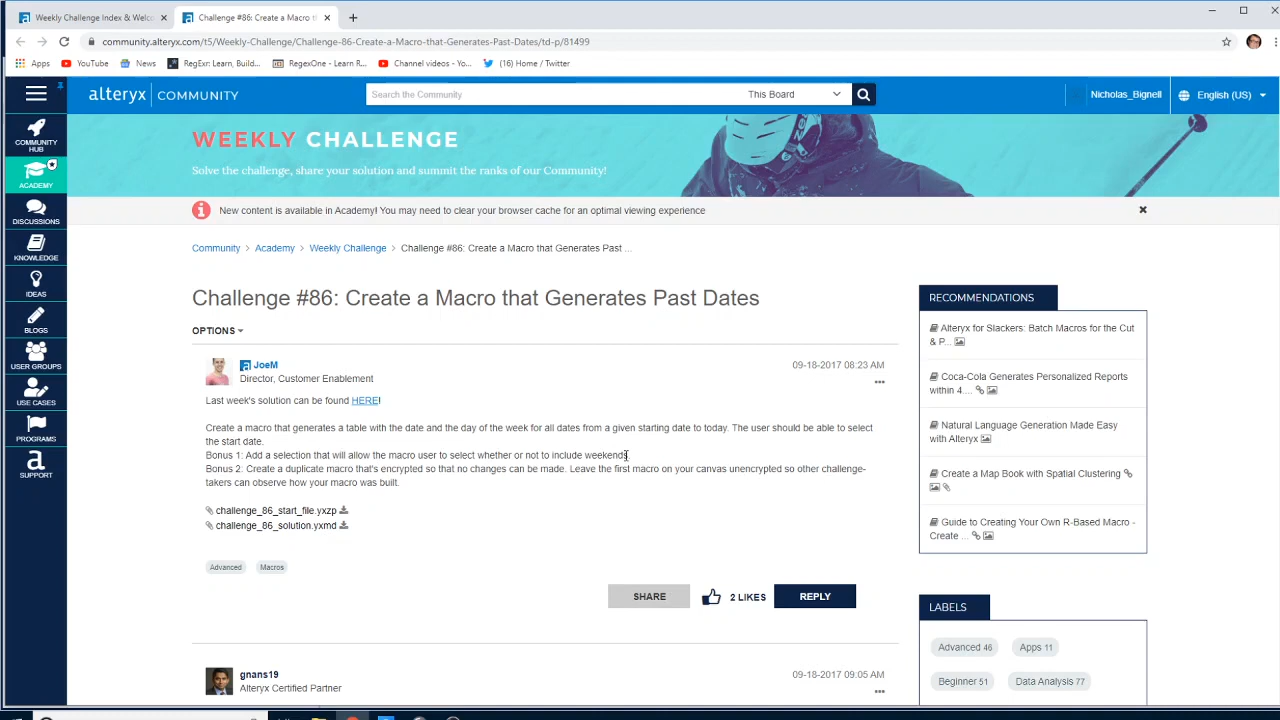 Weekly Challenge Index & Welco
Challenge #86: Create a Macro t
community.alteryx.com/t5/Weekly-Challenge/Challenge-86-Create-a-Macro-that-Generates-Past-Dates/td-p/81499
Apps YouTube News RegExr: Learn, Build... RegexOne - Learn R... Channel videos - Yo... (16) Home / Twitter
alteryx COMMUNITY
Search the Community This Board
Nicholas_Bignell English (US)
COMMUNITY HUB
ACADEMY
DISCUSSIONS
KNOWLEDGE
IDEAS
BLOGS
USER GROUPS
USE CASES
PROGRAMS
SUPPORT
WEEKLY CHALLENGE
Solve the challenge, share your solution and summit the ranks of our Community!
New content is available in Academy! You may need to clear your browser cache for an optimal viewing experience
Community > Academy > Weekly Challenge > Challenge #86: Create a Macro that Generates Past ...
Challenge #86: Create a Macro that Generates Past Dates
OPTIONS
JoeM
09-18-2017 08:23 AM
Director, Customer Enablement
Last week's solution can be found HERE!
Create a macro that generates a table with the date and the day of the week for all dates from a given starting date to today. The user should be able to select
the start date.
Bonus 1: Add a selection that will allow the macro user to select whether or not to include weekends.
Bonus 2: Create a duplicate macro that's encrypted so that no changes can be made. Leave the first macro on your canvas unencrypted so other challenge-
takers can observe how your macro was built.
challenge_86_start_file.yxzp
challenge_86_solution.yxmd
Advanced Macros
SHARE 2 LIKES REPLY
gnans19
09-18-2017 09:05 AM
Alteryx Certified Partner
RECOMMENDATIONS
Alteryx for Slackers: Batch Macros for the Cut
& P...
Coca-Cola Generates Personalized Reports
within 4....
Natural Language Generation Made Easy
with Alteryx
Create a Map Book with Spatial Clustering
Guide to Creating Your Own R-Based Macro -
Create ...
LABELS
Advanced 46 Apps 11
Beginner 51 Data Analysis 77